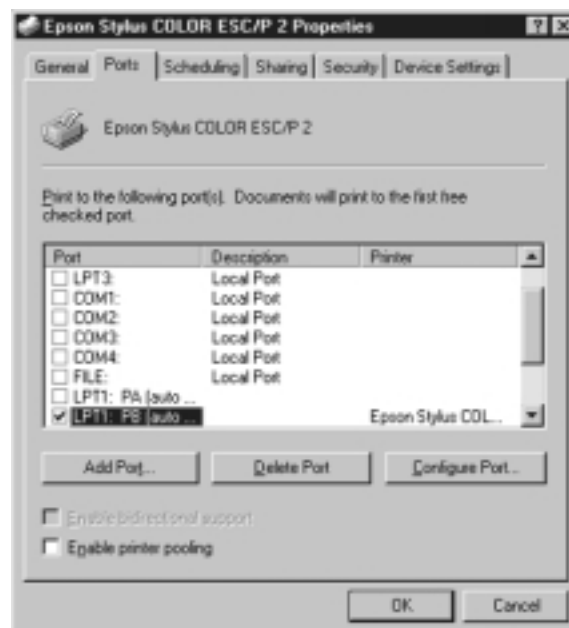 Epson Stylus COLOR ESC/P 2 Properties
General Ports Scheduling Sharing Security Device Settings
Epson Stylus COLOR ESC/P 2
Print to the following port(s). Documents will print to the first free
checked port.
Port Description Printer
LPT3: Local Port
COM1: Local Port
COM2: Local Port
COM3: Local Port
COM4: Local Port
FILE: Local Port
LPT1: PA (auto ...
LPT1: PB (auto ... Epson Stylus COL...
Add Port... Delete Port Configure Port...
Enable bidirectional support
Enable printer pooling
OK Cancel